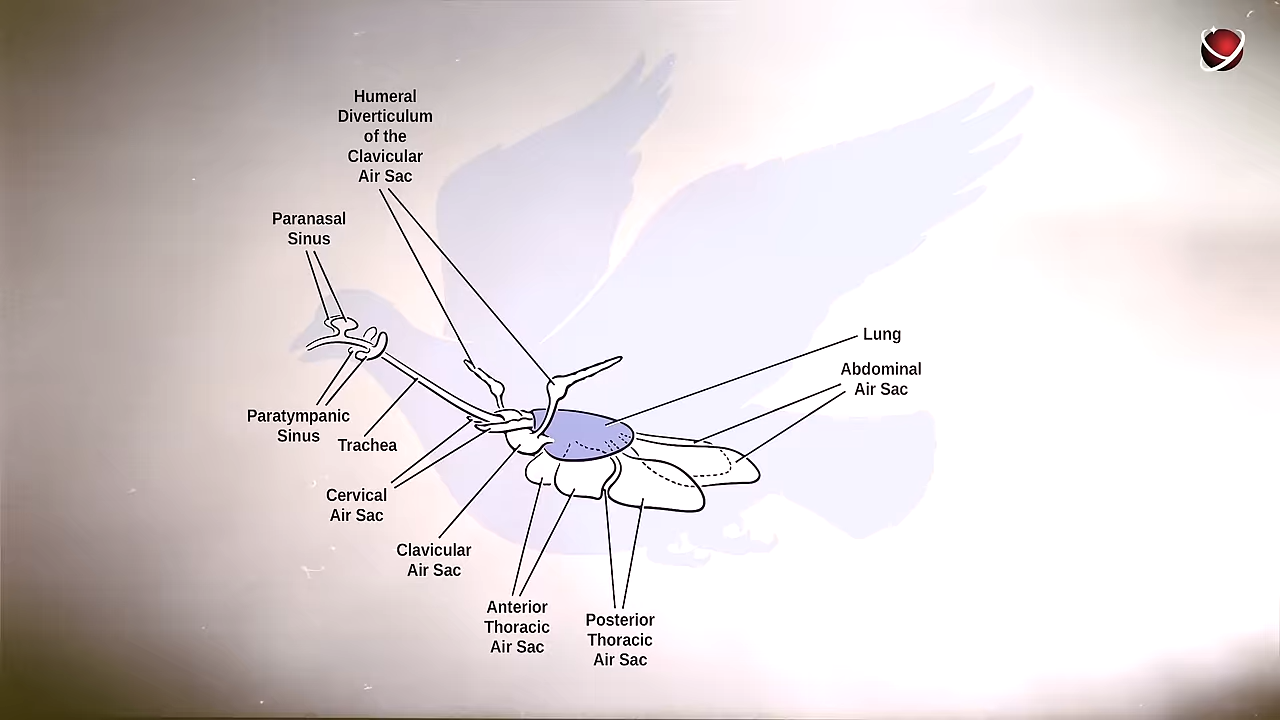 Humeral
Diverticulum
of the
Clavicular
Air Sac
Paranasal
Sinus
Lung
Abdominal
Air Sac
Paratympanic
Sinus
Trachea
Cervical
Air Sac
Clavicular
Air Sac
Anterior
Thoracic
Air Sac
Posterior
Thoracic
Air Sac